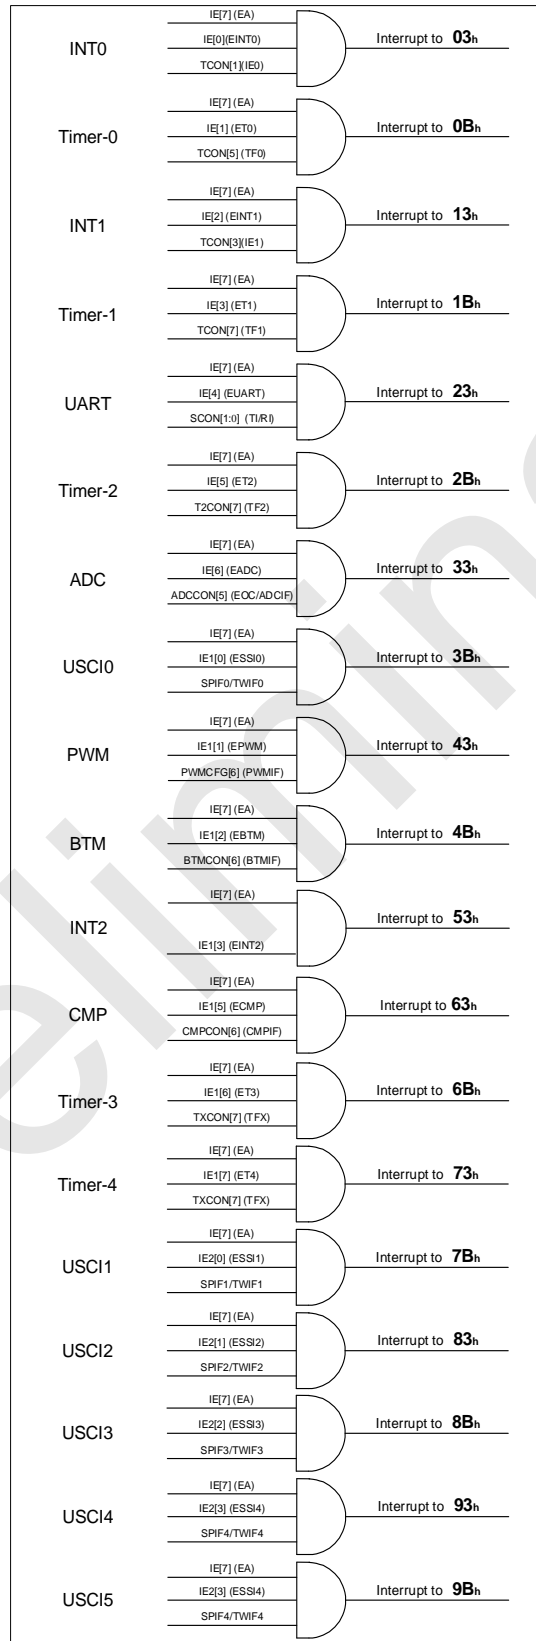 IE[7] (EA)
INT0 IE[0](EINT0) Interrupt to 03h
TCON[1](IE0)
IE[7] (EA)
Timer-0 IE[1] (ET0) Interrupt to 0Bh
TCON[5] (TF0)
IE[7] (EA)
INT1 IE[2] (EINT1) Interrupt to 13h
TCON[3](IE1)
IE[7] (EA)
Timer-1 IE[3] (ET1) Interrupt to 1Bh
TCON[7] (TF1)
IE[7] (EA)
UART IE[4] (EUART) Interrupt to 23h
SCON[1:0] (TI/RI)
IE[7] (EA)
Timer-2 IE[5] (ET2) Interrupt to 2Bh
T2CON[7] (TF2)
IE[7] (EA)
ADC IE[6] (EADC) Interrupt to 33h
ADCCON[5] (EOC/ADCIF)
IE[7] (EA)
USCI0 IE1[0] (ESSI0) Interrupt to 3Bh
SPIF0/TWIF0
IE[7] (EA)
PWM IE1[1] (EPWM) Interrupt to 43h
PWMCFG[6] (PWMIF)
IE[7] (EA)
BTM IE1[2] (EBTM) Interrupt to 4Bh
BTMCON[6] (BTMIF)
IE[7] (EA)
INT2 Interrupt to 53h
IE1[3] (EINT2)
IE[7] (EA)
CMP IE1[5] (ECMP) Interrupt to 63h
CMPCON[6] (CMPIF)
IE[7] (EA)
Timer-3 IE1[6] (ET3) Interrupt to 6Bh
TXCON[7] (TFX)
IE[7] (EA)
Timer-4 IE1[7] (ET4) Interrupt to 73h
TXCON[7] (TFX)
IE[7] (EA)
USCI1 IE2[0] (ESSI1) Interrupt to 7Bh
SPIF1/TWIF1
IE[7] (EA)
USCI2 IE2[1] (ESSI2) Interrupt to 83h
SPIF2/TWIF2
IE[7] (EA)
USCI3 IE2[2] (ESSI3) Interrupt to 8Bh
SPIF3/TWIF3
IE[7] (EA)
USCI4 IE2[3] (ESSI4) Interrupt to 93h
SPIF4/TWIF4
IE[7] (EA)
USCI5 IE2[3] (ESSI4) Interrupt to 9Bh
SPIF4/TWIF4
elimin